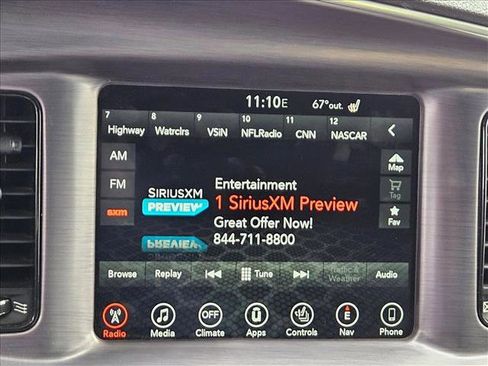 11:10E 67°out.
7 8 9 10 11 12
Highway Watrclrs VSiN NFLRadio CNN NASCAR
AM
Map
FM
SIRIUSXM
Entertainment
Tag
sxm
PREVIEW
1 SiriusXM Preview
Great Offer Now!
Fav
844-711-8800
Browse Replay Tune Traffic & Weather Audio
OFF E
Radio Media Climate Apps Controls Nav Phone